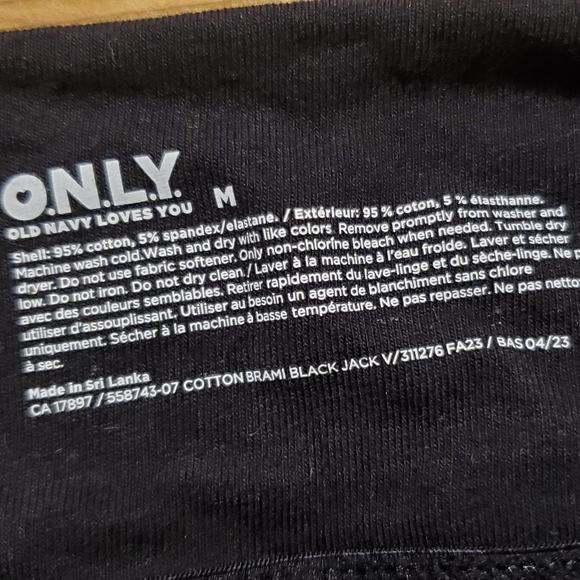 O.N.L.Y.
OLD NAVY LOVES YOU
M
Shell: 95% cotton, 5% spandex/elastane. / Extérieur: 95 % coton, 5 % élasthanne.
Machine wash cold.Wash and dry with like colors. Remove promptly from washer and
dryer. Do not use fabric softener. Only non-chlorine bleach when needed. Tumble dry
low. Do not iron. Do not dry clean./ Laver à la machine à l'eau froide. Laver et sécher
avec des couleurs semblables. Retirer rapidement du lave-linge et du sèche-linge. Ne p
utiliser d'assouplissant. Utiliser au besoin un agent de blanchiment sans chlore
uniquement. Sécher à la machine à basse température. Ne pas repasser. Ne pas netto
à sec.
Made in Sri Lanka
CA 17897 / 558743-07 COTTON BRAMI BLACK JACK V/311276 FA23 / BAS 04/23